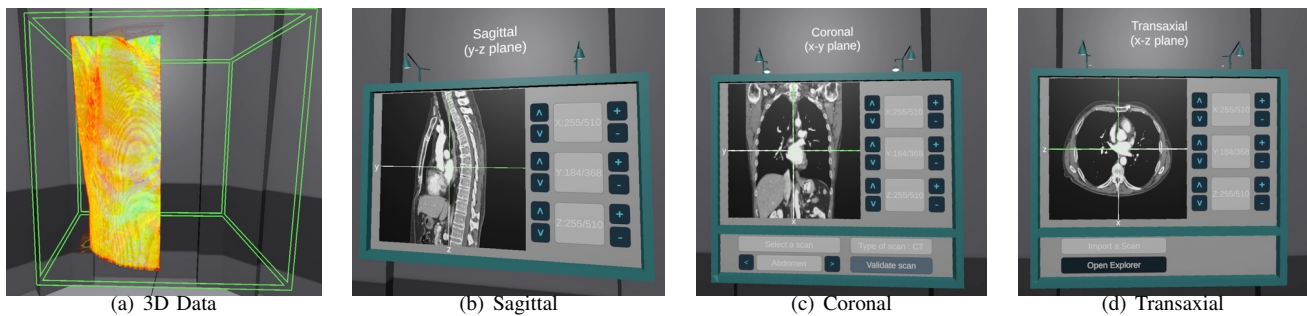 Sagittal
(y-z plane)
X:255/510
Y:184/368
Z:255/510
+
-
+
-
+
-
y
z
Coronal
(x-y plane)
X:255/510
Y:184/368
Z:255/510
+
-
+
-
+
-
y
x
Select a scan
Type of scan : CT
< Abdomen >
Validate scan
Transaxial
(x-z plane)
X:255/510
Y:184/368
Z:255/510
+
-
+
-
+
-
z
x
Import a Scan
Open Explorer
(a) 3D Data
(b) Sagittal
(c) Coronal
(d) Transaxial